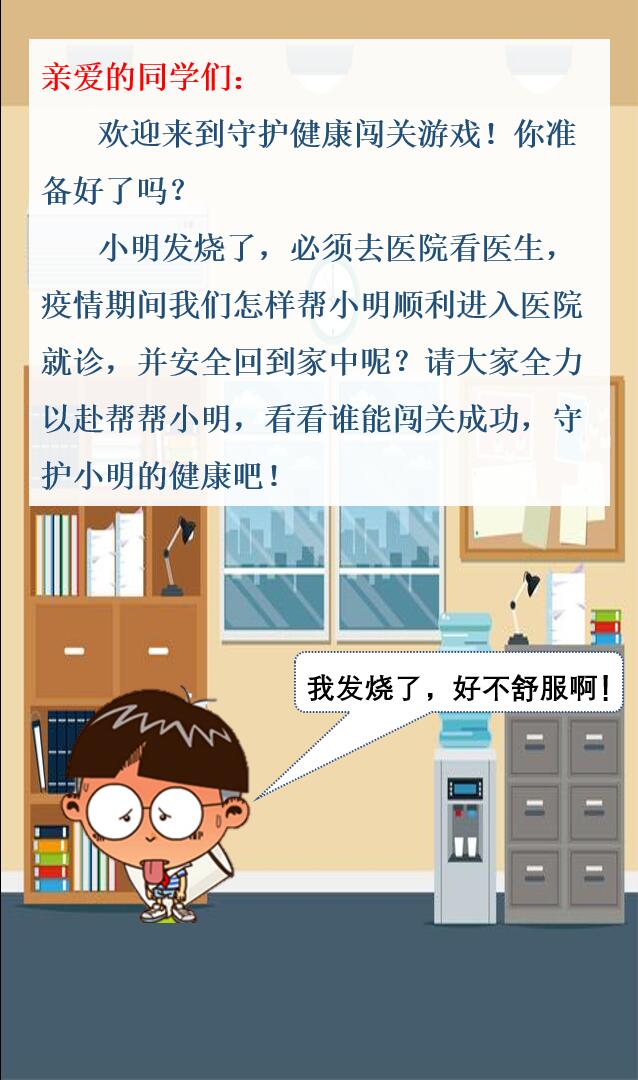 亲爱的同学们：
欢迎来到守护健康闯关游戏！你准
备好了吗？
小明发烧了，必须去医院看医生，
疫情期间我们怎样帮小明顺利进入医院
就诊，并安全回到家中呢？请大家全力
以赴帮帮小明，看看谁能闯关成功，守
护小明的健康吧！
我发烧了，好不舒服啊！